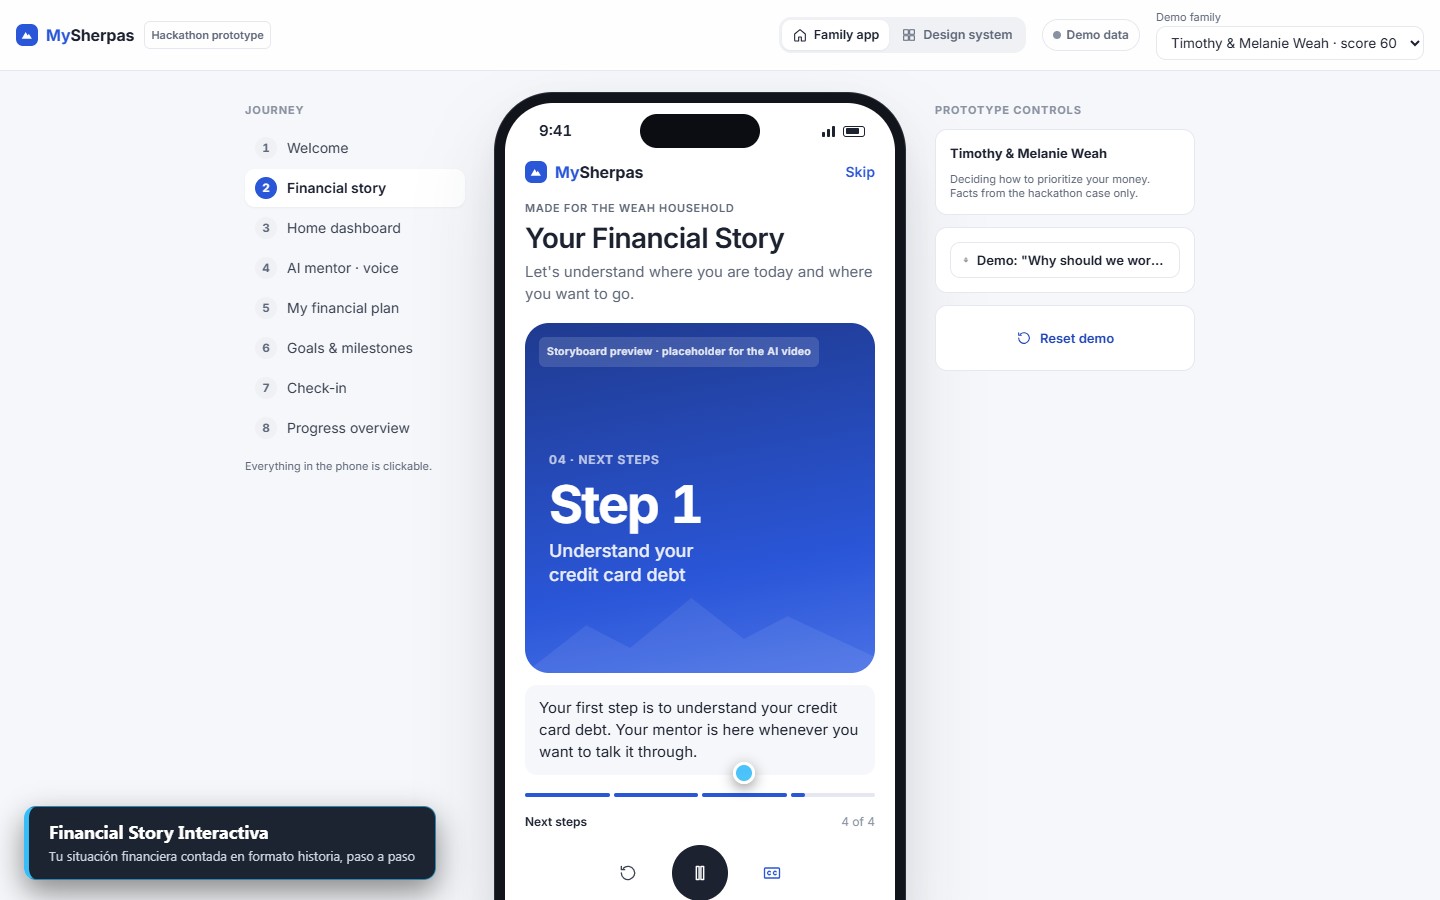 MySherpas
Hackathon prototype
Family app
Design system
Demo data
Demo family
Timothy & Melanie Weah · score 60
JOURNEY
1 Welcome
2 Financial story
3 Home dashboard
4 AI mentor · voice
5 My financial plan
6 Goals & milestones
7 Check-in
8 Progress overview
Everything in the phone is clickable.
9:41
MySherpas
Skip
MADE FOR THE WEAH HOUSEHOLD
Your Financial Story
Let's understand where you are today and where
you want to go.
Storyboard preview · placeholder for the AI video
04 · NEXT STEPS
Step 1
Understand your
credit card debt
Your first step is to understand your credit
card debt. Your mentor is here whenever you
want to talk it through.
Next steps
4 of 4
CC
PROTOTYPE CONTROLS
Timothy & Melanie Weah
Deciding how to prioritize your money.
Facts from the hackathon case only.
Demo: "Why should we wor...
Reset demo
Financial Story Interactiva
Tu situación financiera contada en formato historia, paso a paso